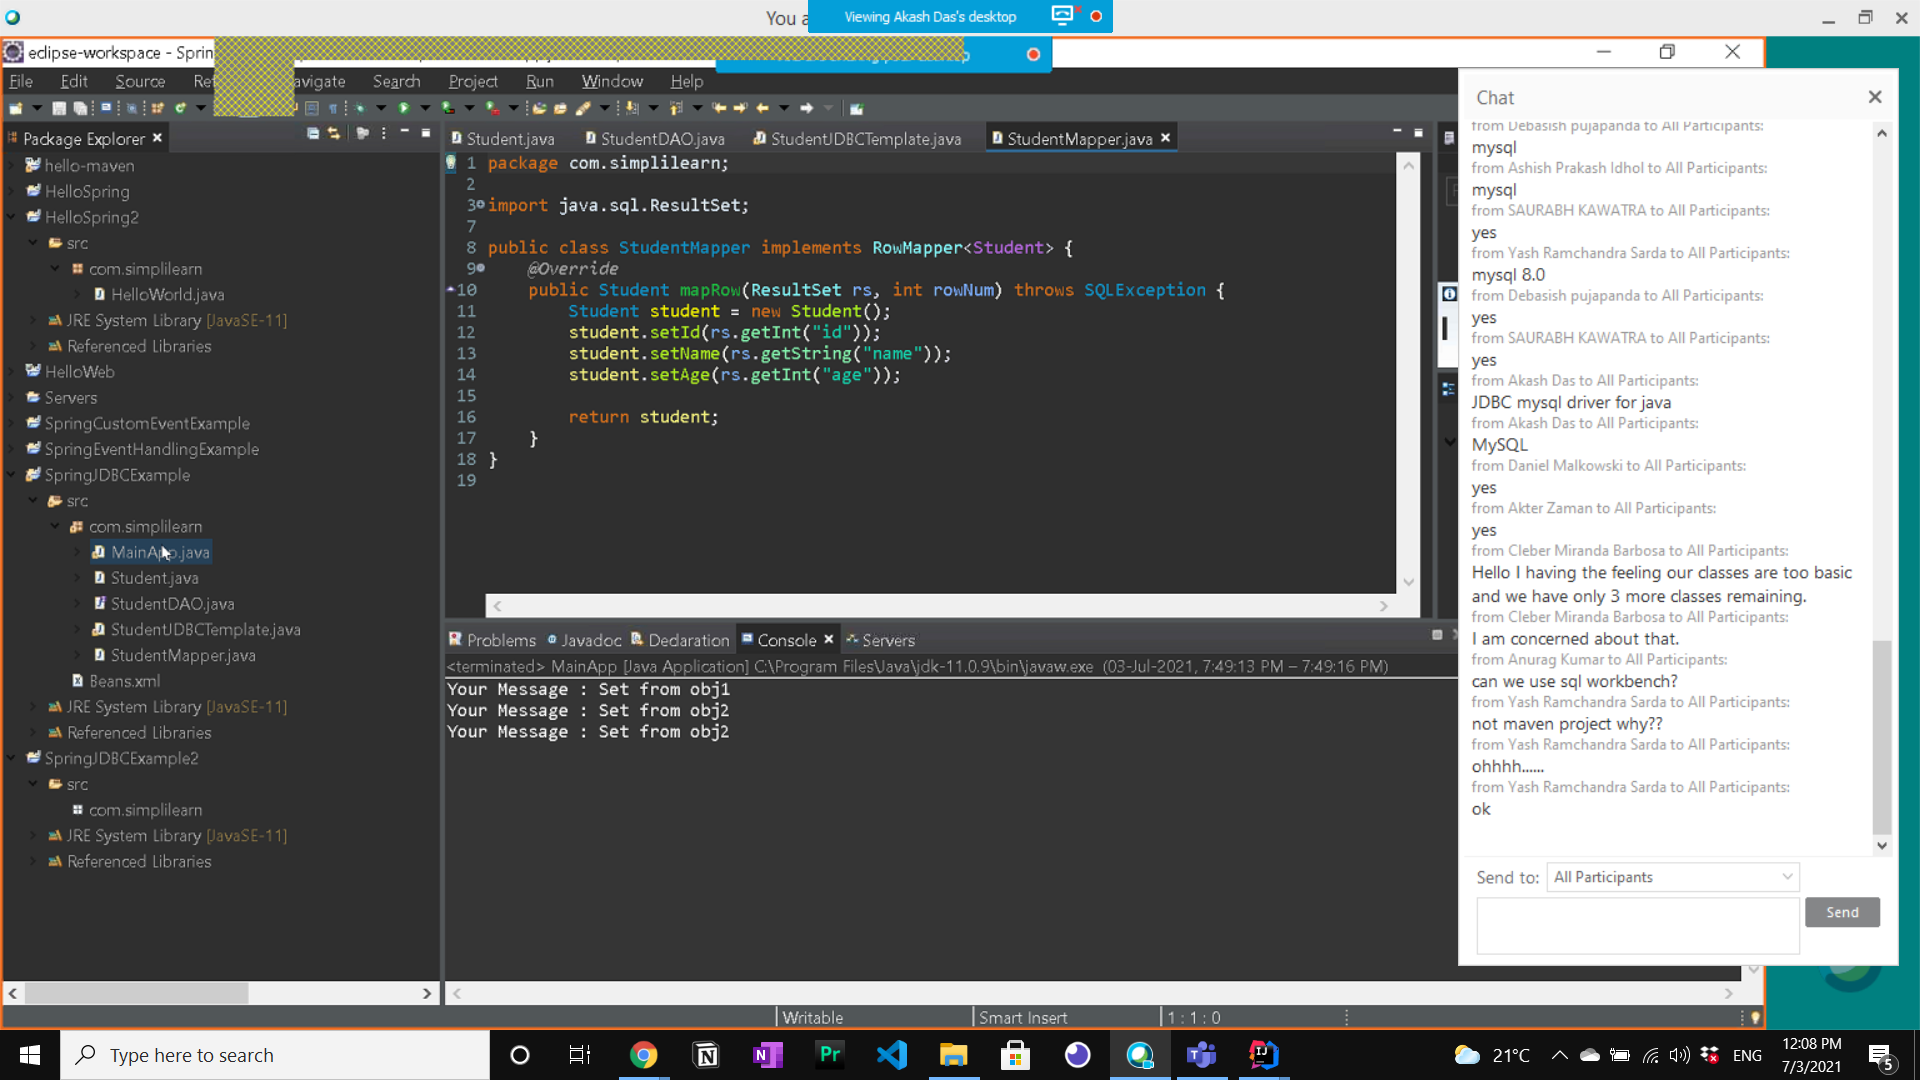 You a
Viewing Akash Das's desktop
eclipse-workspace - Sprin
File Edit Source Ref avigate Search Project Run Window Help
Package Explorer
hello-maven
HelloSpring
HelloSpring2
src
com.simplilearn
HelloWorld.java
JRE System Library [JavaSE-11]
Referenced Libraries
HelloWeb
Servers
SpringCustomEventExample
SpringEventHandlingExample
SpringJDBCExample
src
com.simplilearn
MainApp.java
Student.java
StudentDAO.java
StudentJDBCTemplate.java
StudentMapper.java
Beans.xml
JRE System Library [JavaSE-11]
Referenced Libraries
SpringJDBCExample2
src
com.simplilearn
JRE System Library [JavaSE-11]
Referenced Libraries
Student.java StudentDAO.java StudentJDBCTemplate.java StudentMapper.java
1 package com.simplilearn;
2
3 import java.sql.ResultSet;
7
8 public class StudentMapper implements RowMapper<Student> {
9 @Override
10 public Student mapRow(ResultSet rs, int rowNum) throws SQLException {
11 Student student = new Student();
12 student.setId(rs.getInt("id"));
13 student.setName(rs.getString("name"));
14 student.setAge(rs.getInt("age"));
15
16 return student;
17 }
18 }
19
Problems Javadoc Declaration Console Servers
<terminated> MainApp [Java Application] C:\Program Files\Java\jdk-11.0.9\bin\javaw.exe (03-Jul-2021, 7:49:13 PM – 7:49:16 PM)
Your Message : Set from obj1
Your Message : Set from obj2
Your Message : Set from obj2
Writable Smart Insert 1 : 1 : 0
Chat
from Debasish pujapanda to All Participants:
mysql
from Ashish Prakash Idhol to All Participants:
mysql
from SAURABH KAWATRA to All Participants:
yes
from Yash Ramchandra Sarda to All Participants:
mysql 8.0
from Debasish pujapanda to All Participants:
yes
from SAURABH KAWATRA to All Participants:
yes
from Akash Das to All Participants:
JDBC mysql driver for java
from Akash Das to All Participants:
MySQL
from Daniel Malkowski to All Participants:
yes
from Akter Zaman to All Participants:
yes
from Cleber Miranda Barbosa to All Participants:
Hello I having the feeling our classes are too basic
and we have only 3 more classes remaining.
from Cleber Miranda Barbosa to All Participants:
I am concerned about that.
from Anurag Kumar to All Participants:
can we use sql workbench?
from Yash Ramchandra Sarda to All Participants:
not maven project why??
from Yash Ramchandra Sarda to All Participants:
ohhhh......
from Yash Ramchandra Sarda to All Participants:
ok
Send to: All Participants
Send
Type here to search
21°C ENG 12:08 PM
7/3/2021
5